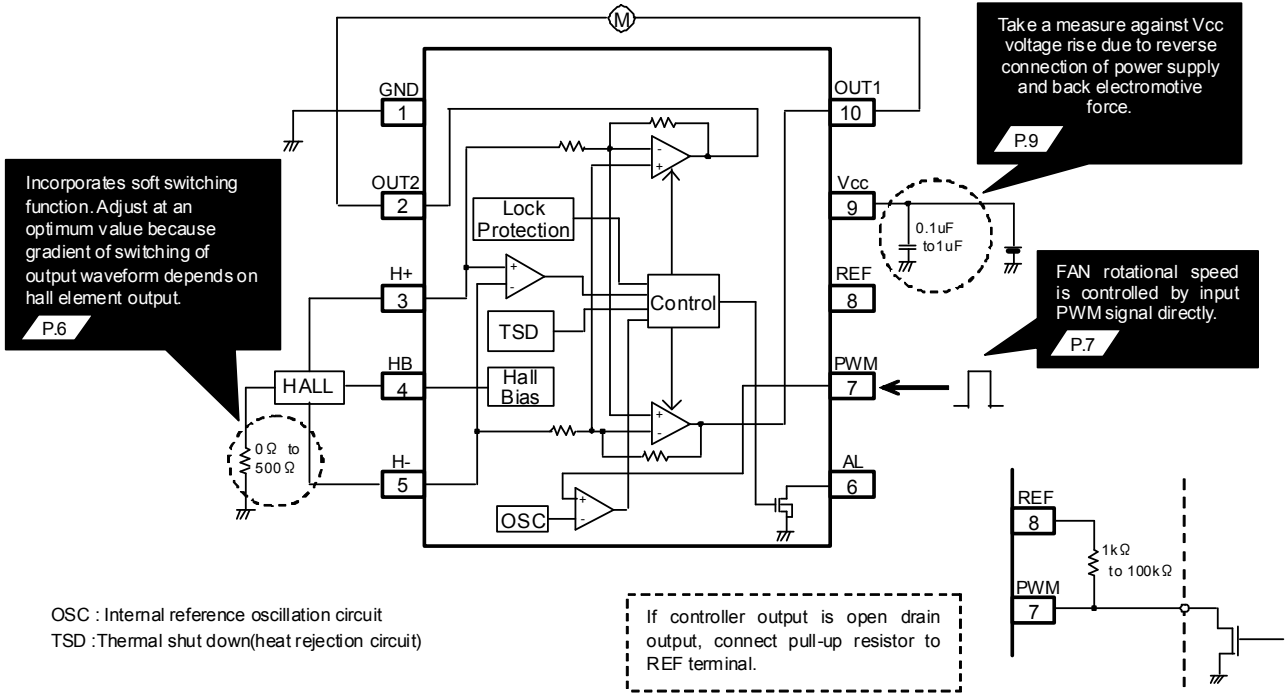 M
Take a measure against Vcc
voltage rise due to reverse
connection of power supply
and back electromotive
force.
P.9
GND
1
OUT1
10
Incorporates soft switching
function. Adjust at an
optimum value because
gradient of switching of
output waveform depends on
hall element output.
P.6
OUT2
2
Lock
Protection
-
+
Vcc
9
0.1uF
to1uF
H+
3
+
-
Control
REF
8
FAN rotational speed
is controlled by input
PWM signal directly.
P.7
TSD
HALL
HB
4
Hall
Bias
PWM
7
0Ω to
500Ω
H-
5
+
-
AL
6
OSC
+
-
REF
8
1kΩ
to 100kΩ
PWM
7
OSC : Internal reference oscillation circuit
TSD : Thermal shut down(heat rejection circuit)
If controller output is open drain
output, connect pull-up resistor to
REF terminal.